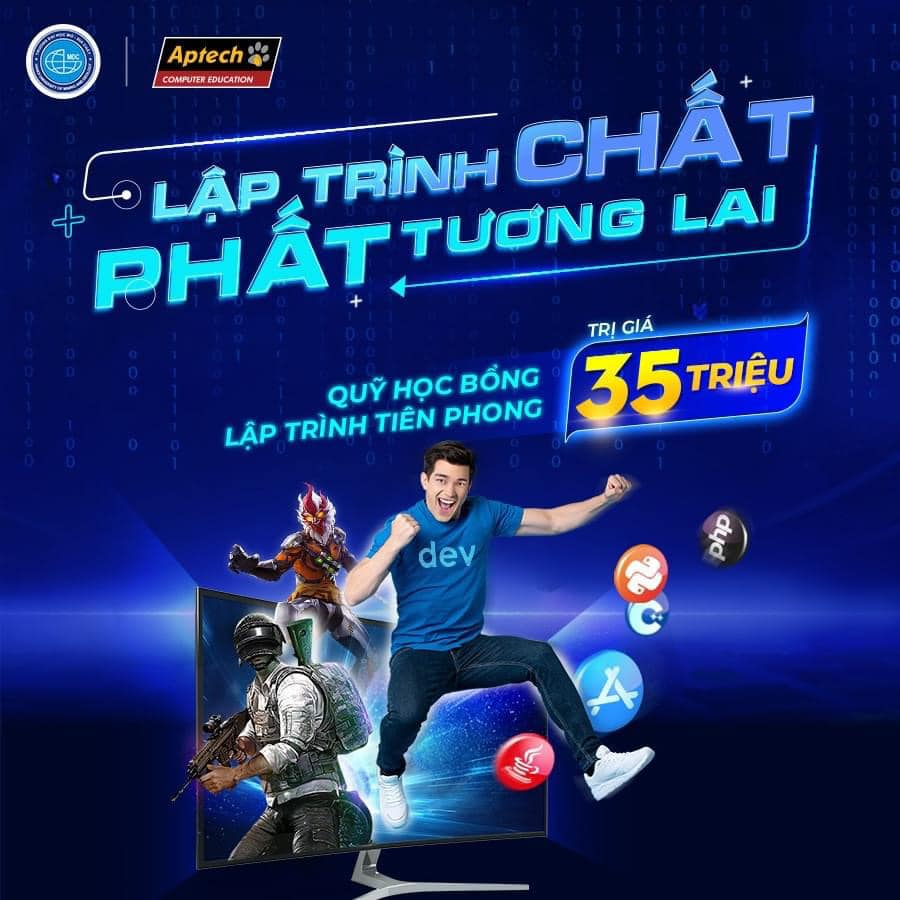 MDC
Aptech
COMPUTER EDUCATION
LẬP TRÌNH CHẤT
PHẤT TƯƠNG LAI
TRỊ GIÁ
35 TRIỆU
QUỸ HỌC BỔNG
LẬP TRÌNH TIÊN PHONG
dev
php
C